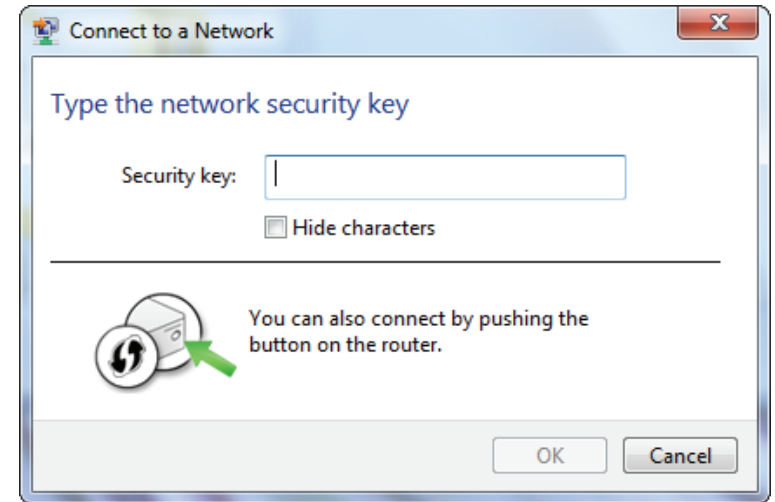 Connect to a Network
Type the network security key
Security key:
Hide characters
You can also connect by pushing the
button on the router.
OK
Cancel